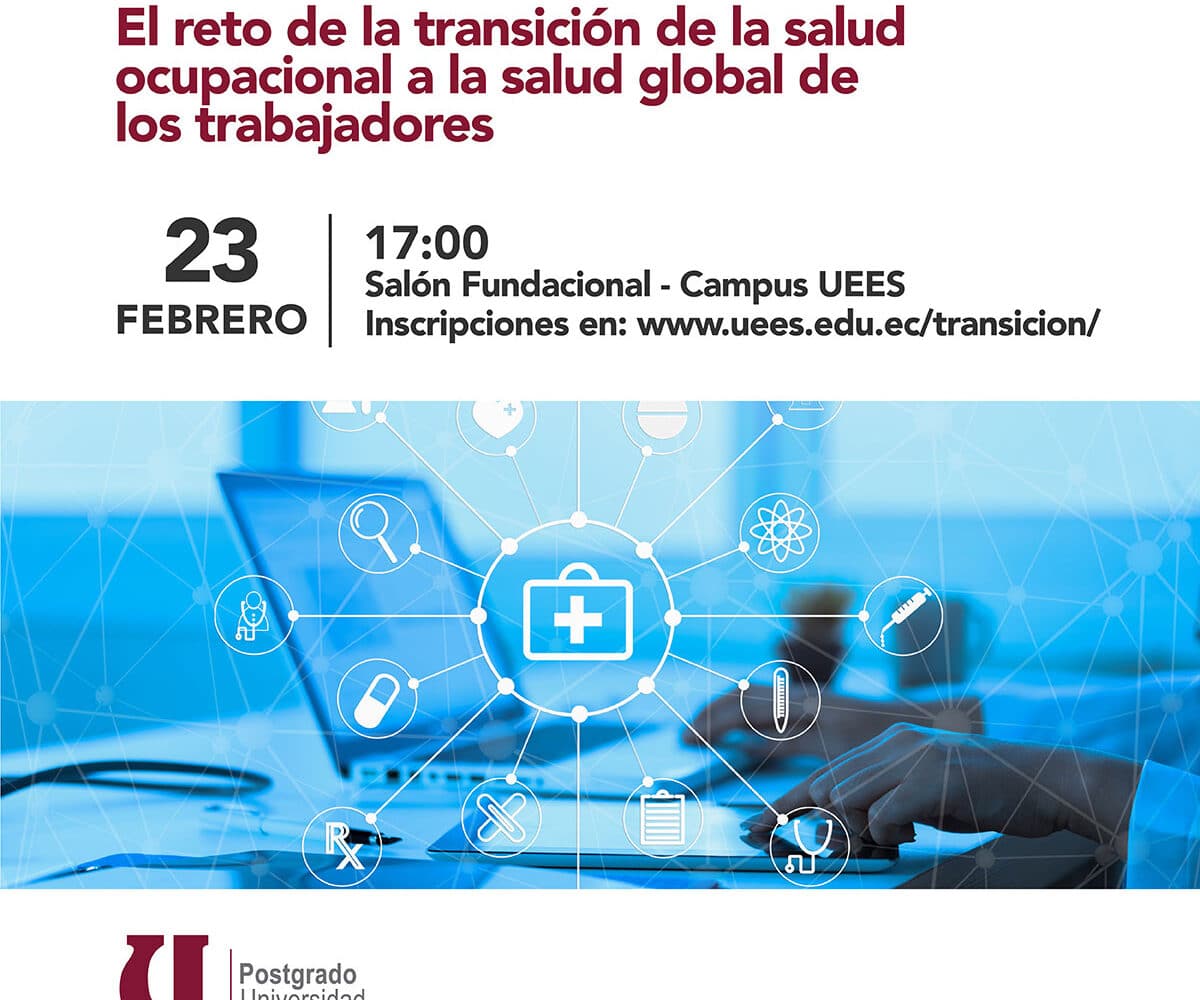 El reto de la transición de la salud
ocupacional a la salud global de
los trabajadores
23
FEBRERO
17:00
Salón Fundacional - Campus UEES
Inscripciones en: www.uees.edu.ec/transicion/
Rx
Postgrado
Universidad